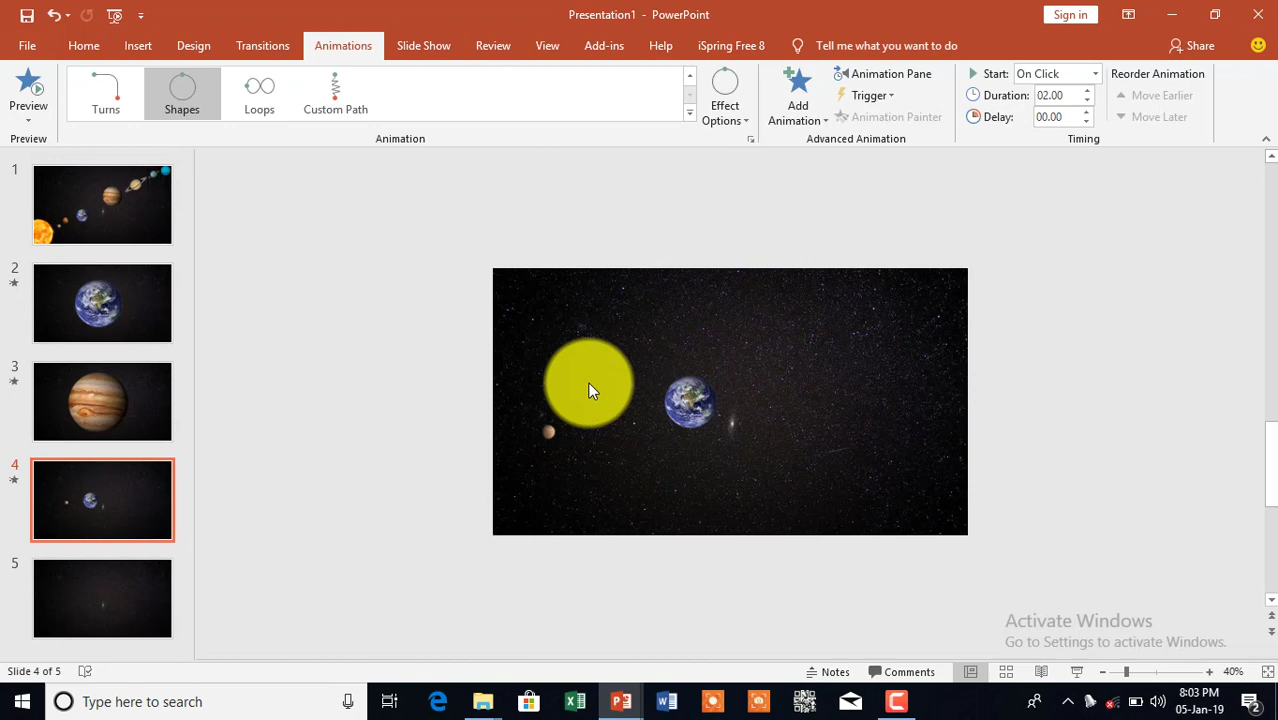 Presentation1 - PowerPoint
Sign in
File Home Insert Design Transitions Animations Slide Show Review View Add-ins Help iSpring Free 8 Tell me what you want to do Share
Preview
Turns Shapes Loops Custom Path
Effect Options
Add Animation
Animation Pane
Trigger
Animation Painter
Start: On Click
Duration: 02.00
Delay: 00.00
Reorder Animation
Move Earlier
Move Later
Preview Animation Advanced Animation Timing
1
2
3
4
5
Activate Windows
Go to Settings to activate Windows.
Slide 4 of 5 Notes Comments 40%
Type here to search
8:03 PM
05-Jan-19
2